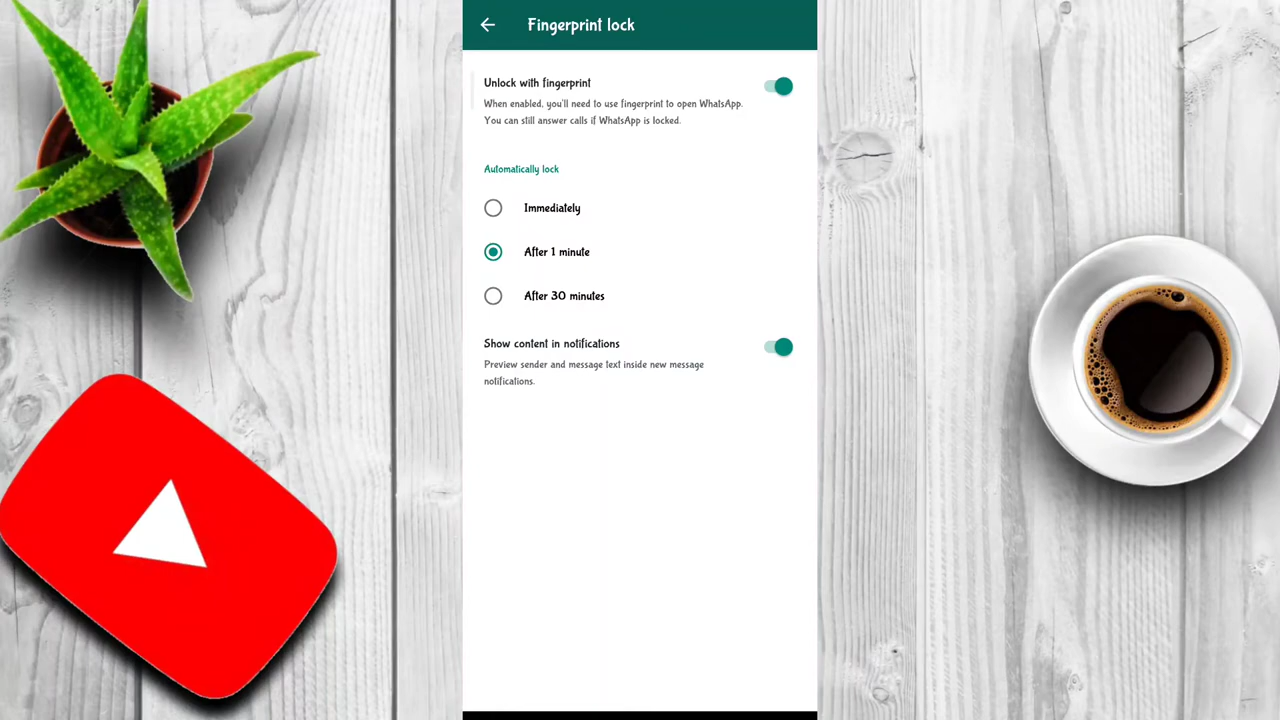 Fingerprint lock
Unlock with fingerprint
When enabled, you'll need to use fingerprint to open WhatsApp.
You can still answer calls if WhatsApp is locked.
Automatically lock
Immediately
After 1 minute
After 30 minutes
Show content in notifications
Preview sender and message text inside new message
notifications.